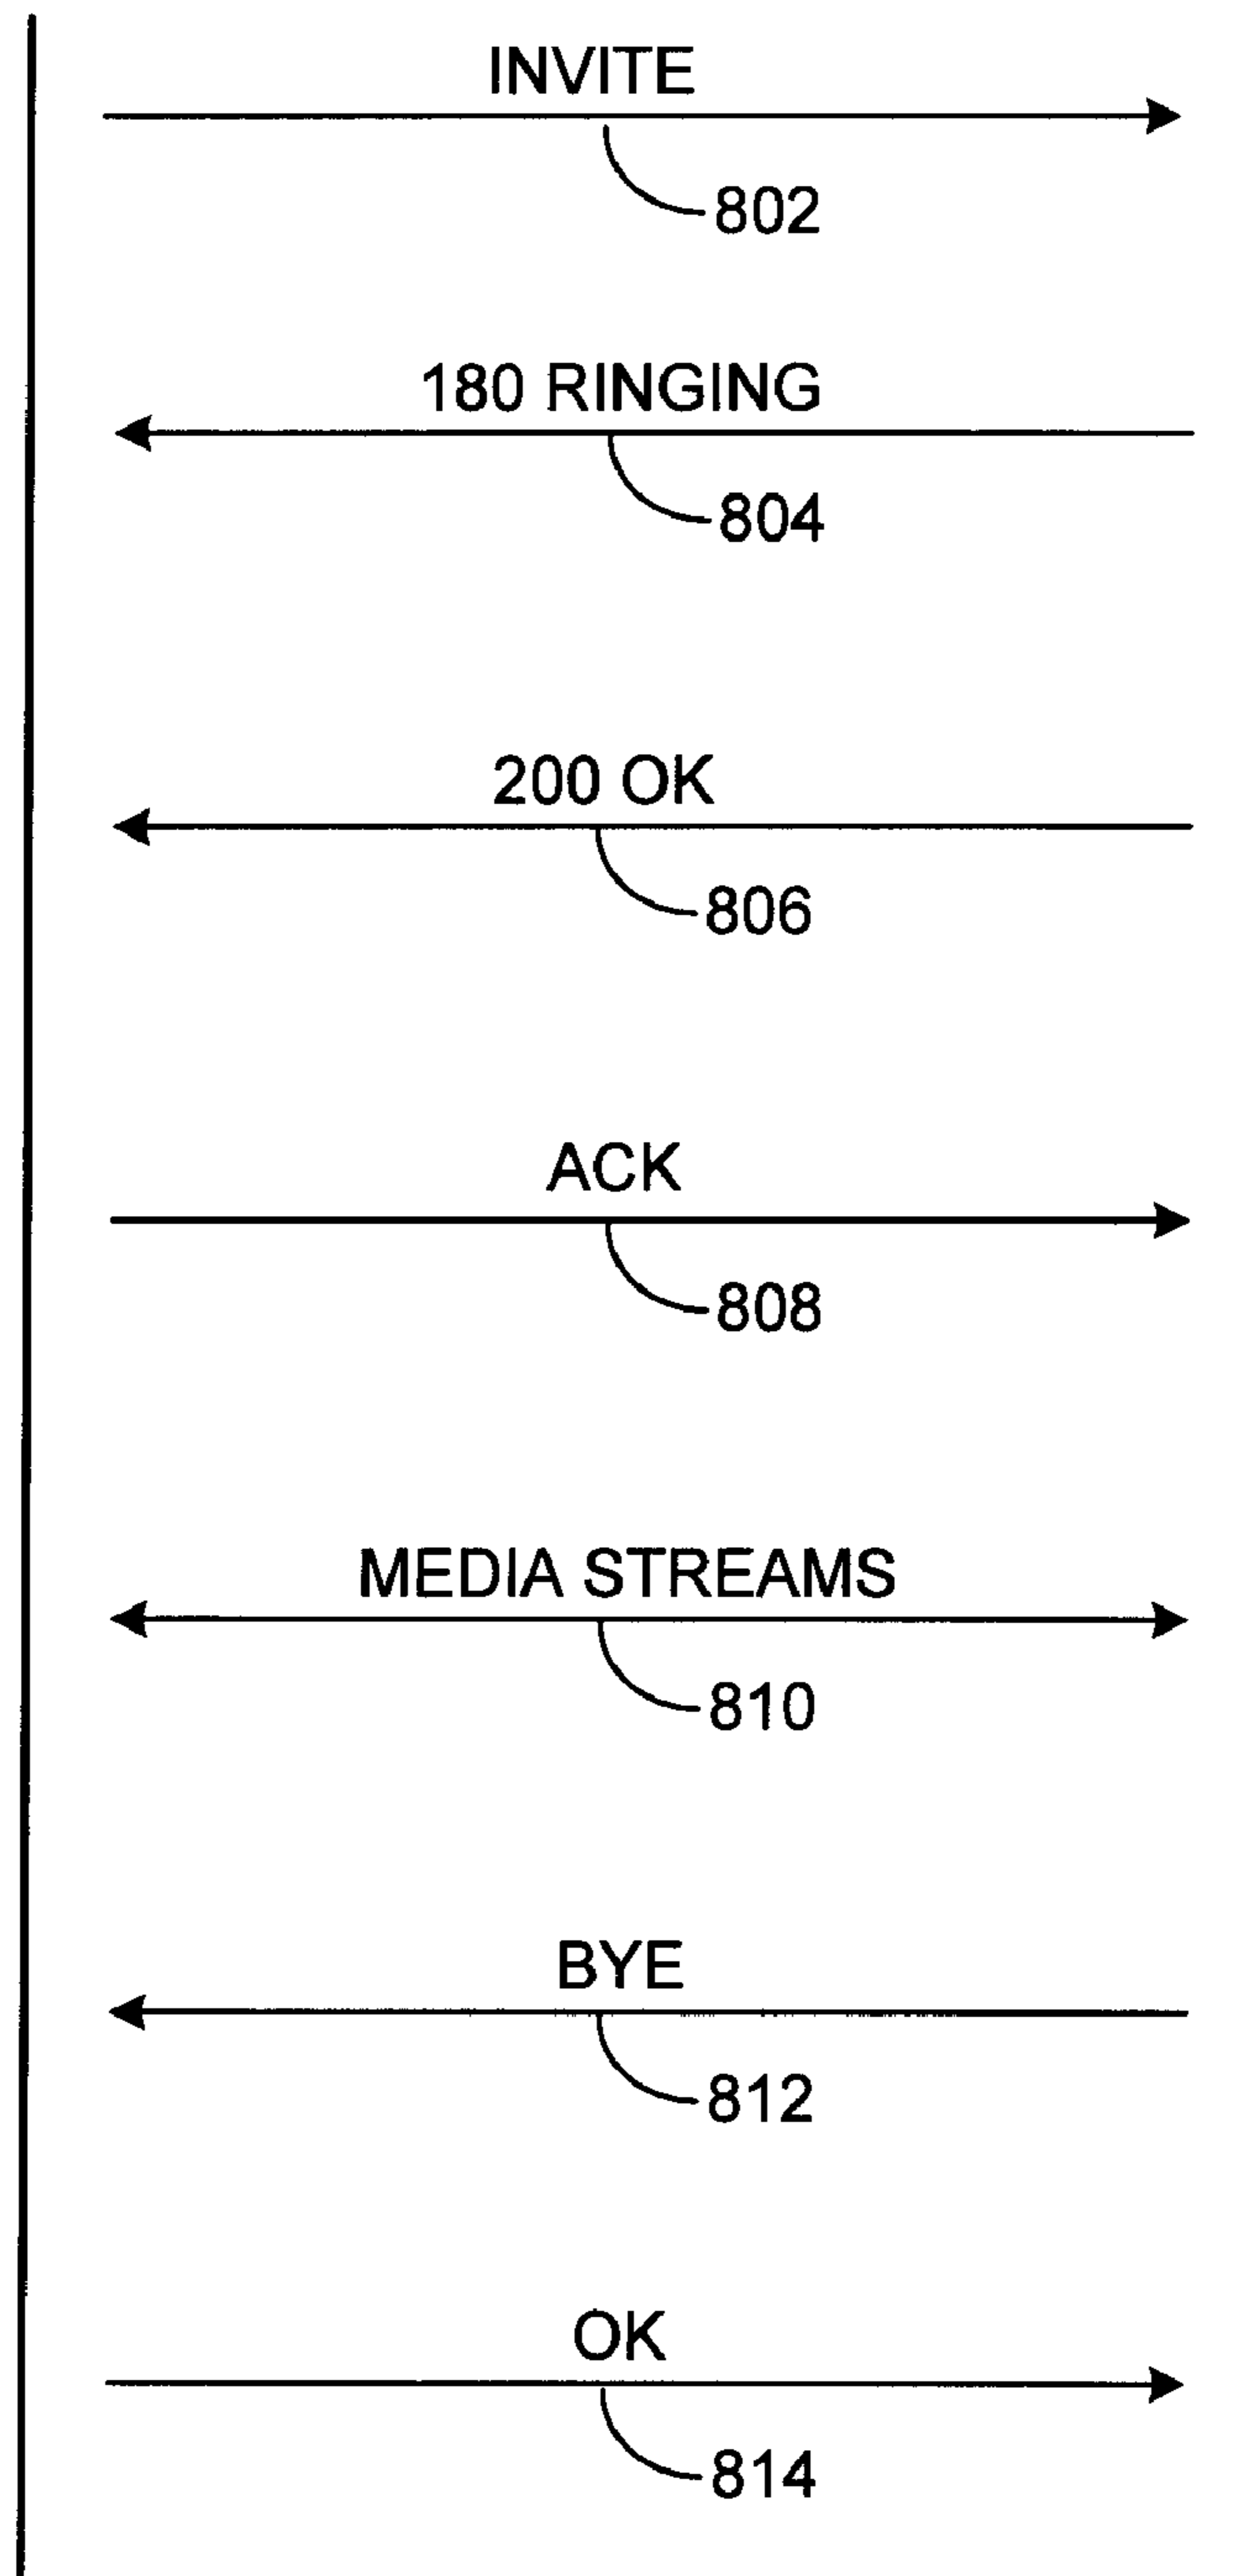 INVITE
802
180 RINGING
804
200 OK
806
ACK
808
MEDIA STREAMS
810
BYE
812
OK
814